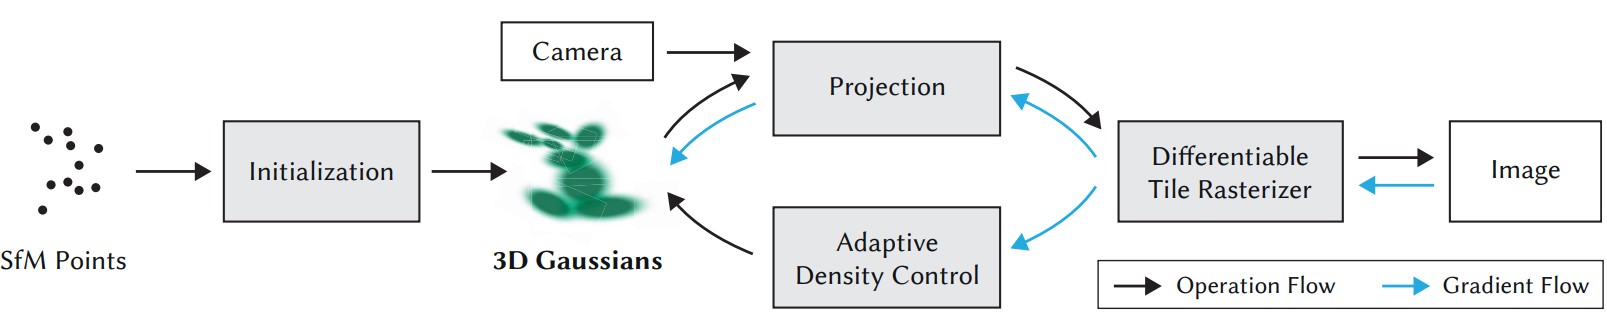 SfM Points
Initialization
Camera
3D Gaussians
Projection
Adaptive
Density Control
Differentiable
Tile Rasterizer
Image
Operation Flow
Gradient Flow